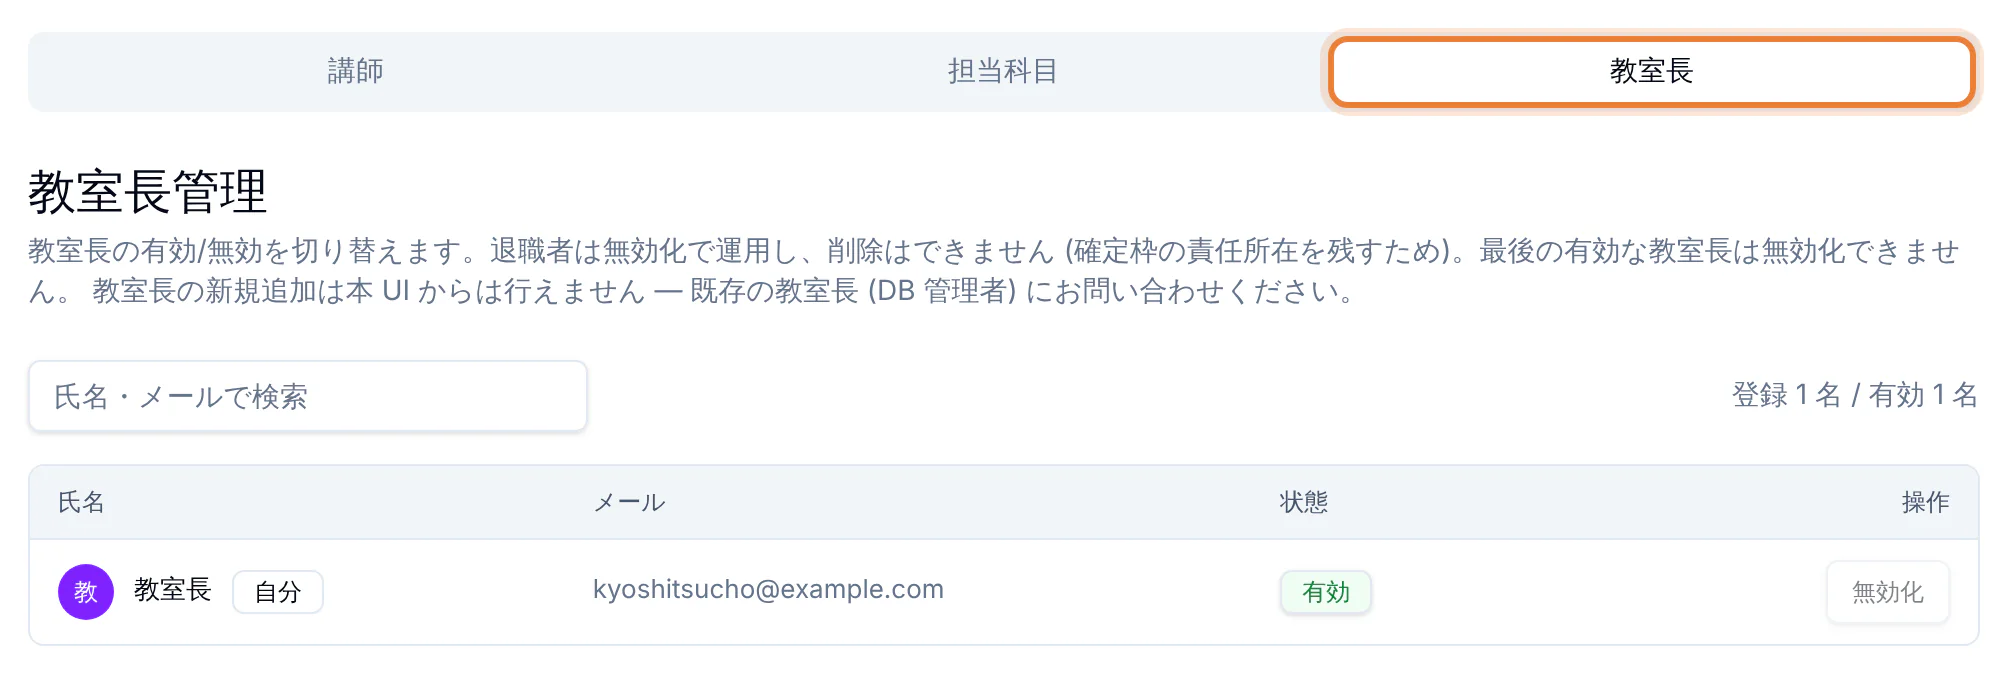 講師
担当科目
教室長
教室長管理
教室長の有効/無効を切り替えます。退職者は無効化で運用し、削除はできません (確定枠の責任所在を残すため)。最後の有効な教室長は無効化できませ
ん。 教室長の新規追加は本 UI からは行えません — 既存の教室長 (DB 管理者) にお問い合わせください。
氏名・メールで検索
登録 1 名 / 有効 1 名
氏名 メール 状態 操作
教 教室長 自分 kyoshitsucho@example.com 有効 無効化